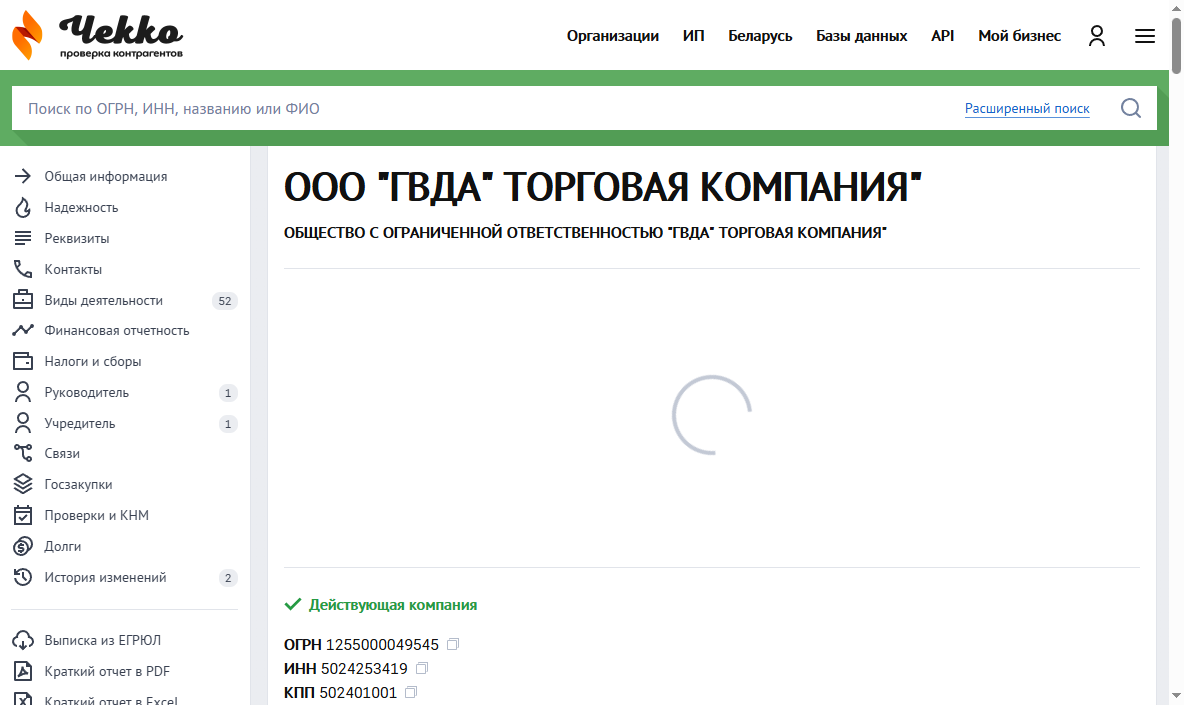 Чекко
проверка контрагентов
Организации ИП Беларусь Базы данных API Мой бизнес
Поиск по ОГРН, ИНН, названию или ФИО Расширенный поиск
Общая информация
Надежность
Реквизиты
Контакты
Виды деятельности 52
Финансовая отчетность
Налоги и сборы
Руководитель 1
Учредитель 1
Связи
Госзакупки
Проверки и КНМ
Долги
История изменений 2
Выписка из ЕГРЮЛ
Краткий отчет в PDF
Краткий отчет в Excel
ООО "ГВДА" ТОРГОВАЯ КОМПАНИЯ"
ОБЩЕСТВО С ОГРАНИЧЕННОЙ ОТВЕТСТВЕННОСТЬЮ "ГВДА" ТОРГОВАЯ КОМПАНИЯ"
Действующая компания
ОГРН 1255000049545
ИНН 5024253419
КПП 502401001